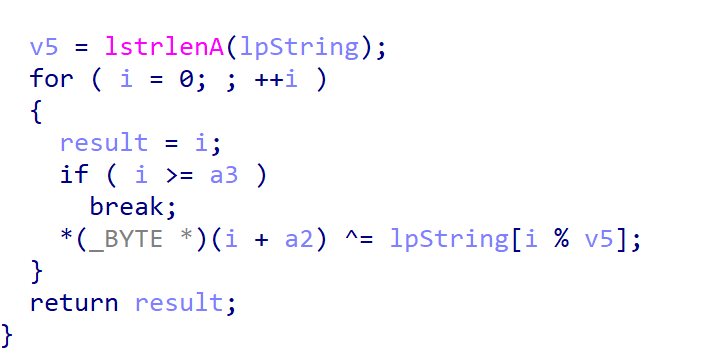 v5 = lstrlenA(lpString);
for ( i = 0; ; ++i )
{
result = i;
if ( i >= a3 )
break;
*(_BYTE *)(i + a2) ^= lpString[i % v5];
}
return result;
}